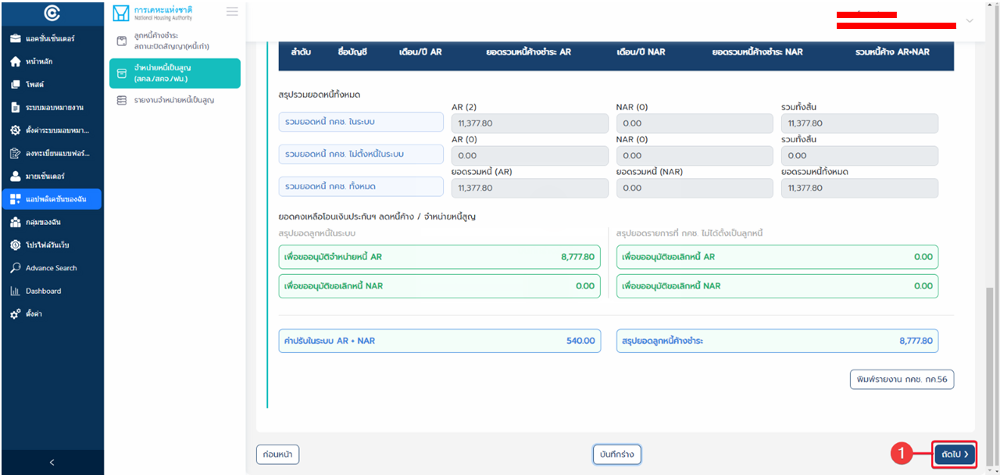 การเคหะแห่งชาติ
National Housing Authority
แอคชั่นเซ็นเตอร์
หน้าหลัก
โพสต์
ระบบมอบหมายงาน
ตั้งค่าระบบมอบหมา...
ลงทะเบียนแบบฟอร์...
มายเซ็นเตอร์
แอปพลิเคชันของฉัน
กลุ่มของฉัน
โปรไฟล์วันเว็บ
Advance Search
Dashboard
ตั้งค่า
ลูกหนี้ค้างชำระ
สถานะปิดสัญญา(หนี้เก่า)
จำหน่ายหนี้เป็นสูญ
(สคล./สคจ./ฟม.)
รายงานจำหน่ายหนี้เป็นสูญ
ลำดับ ชื่อบัญชี เดือน/ปี AR ยอดรวมหนี้ค้างชำระ AR เดือน/ปี NAR ยอดรวมหนี้ค้างชำระ NAR รวมหนี้ค้าง AR+NAR
สรุปรวมยอดหนี้ทั้งหมด
AR (2) NAR (0) รวมทั้งสิ้น
รวมยอดหนี้ กคช. ในระบบ 11,377.80 0.00 11,377.80
AR (0) NAR (0) รวมทั้งสิ้น
รวมยอดหนี้ กคช. ไม่ตั้งหนี้ในระบบ 0.00 0.00 0.00
ยอดรวมหนี้ (AR) ยอดรวมหนี้ (NAR) ยอดรวมหนี้ทั้งหมด
รวมยอดหนี้ กคช. ทั้งหมด 11,377.80 0.00 11,377.80
ยอดคงเหลือโอนเงินประกันฯ ลดหนี้ค้าง / จำหน่ายหนี้สูญ
สรุปยอดลูกหนี้ในระบบ สรุปยอดรายการที่ กคช. ไม่ได้ตั้งเป็นลูกหนี้
เพื่อขออนุมัติจำหน่ายหนี้ AR 8,777.80 เพื่อขออนุมัติขอเลิกหนี้ AR 0.00
เพื่อขออนุมัติขอเลิกหนี้ NAR 0.00 เพื่อขออนุมัติขอเลิกหนี้ NAR 0.00
ค่าปรับในระบบ AR + NAR 540.00 สรุปยอดลูกหนี้ค้างชำระ 8,777.80
พิมพ์รายงาน กคช. กค.56
ก่อนหน้า บันทึกร่าง 1 ถัดไป >